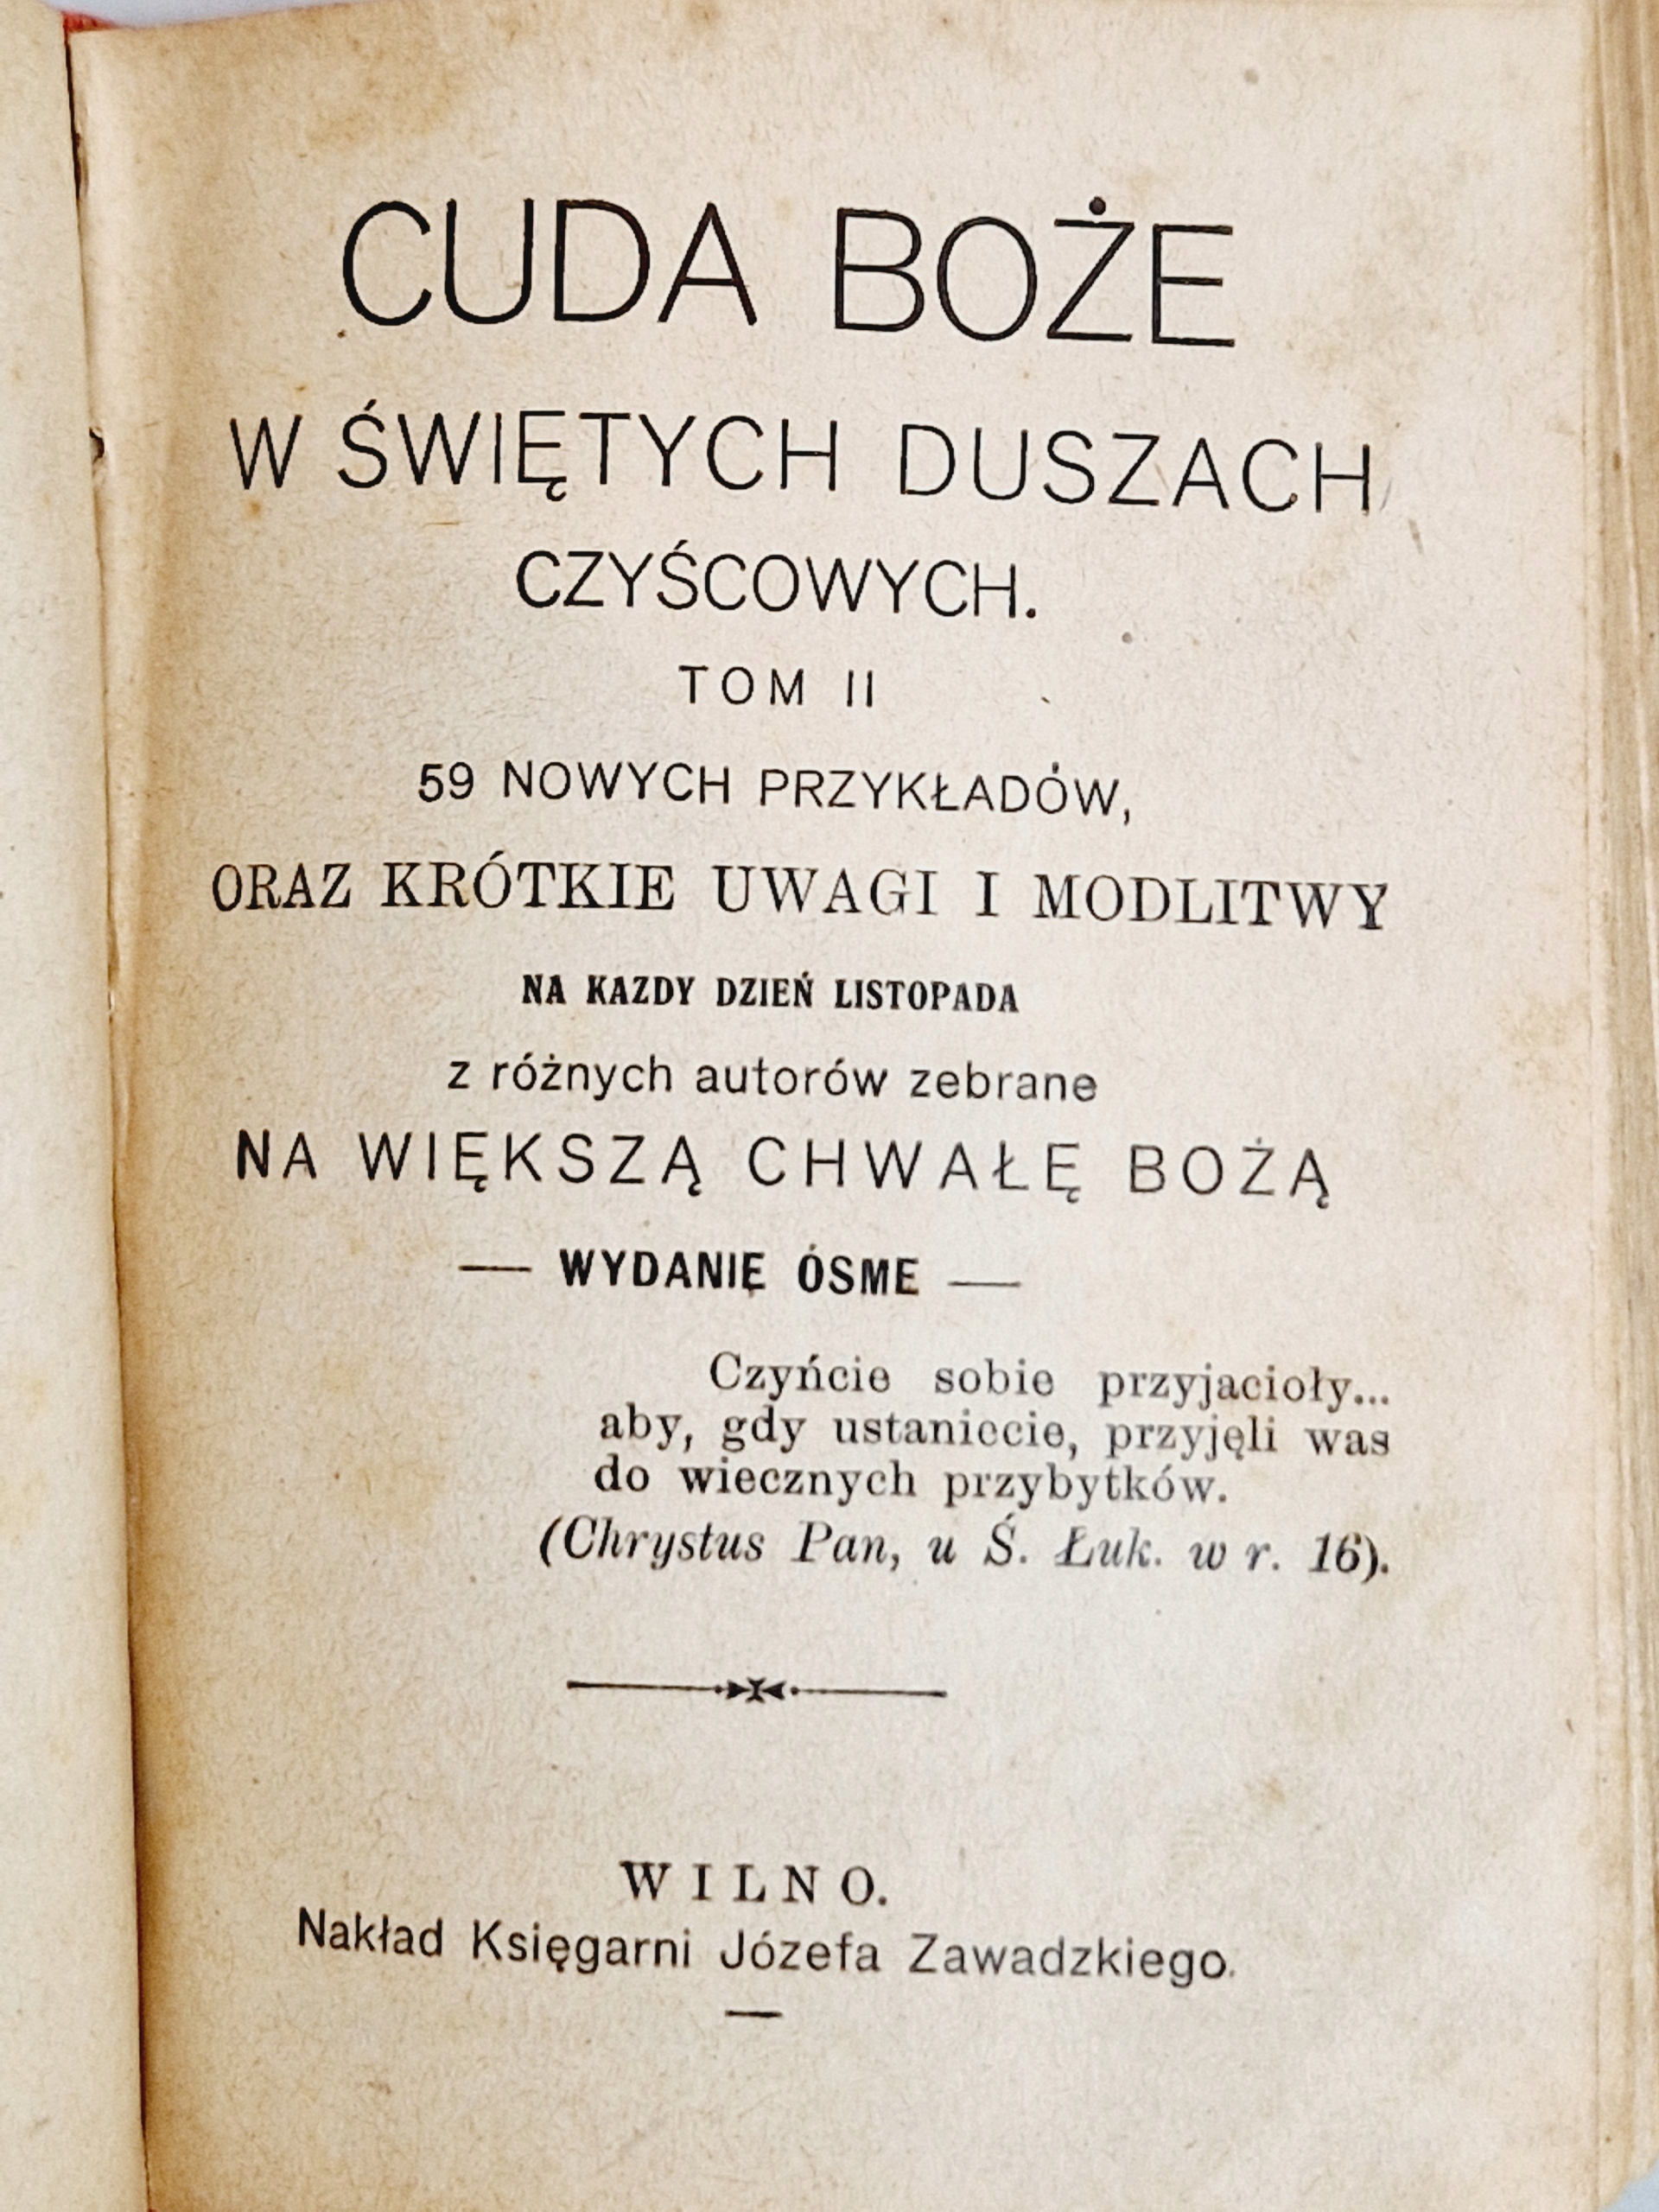 CUDA BOŻE
W ŚWIĘTYCH DUSZACH
CZYŚCOWYCH.
TOM II
59 NOWYCH PRZYKŁADÓW,
ORAZ KRÓTKIE UWAGI I MODLITWY
NA KAZDY DZIEŃ LISTOPADA
z różnych autorów zebrane
NA WIĘKSZĄ CHWAŁĘ BOŻĄ
— WYDANIĘ ÓSME —
Czyńcie sobie przyjacioły...
aby, gdy ustaniecie, przyjęli was
do wiecznych przybytków.
(Chrystus Pan, u Ś. Łuk. w r. 16).
WILNO.
Nakład Księgarni Józefa Zawadzkiego.